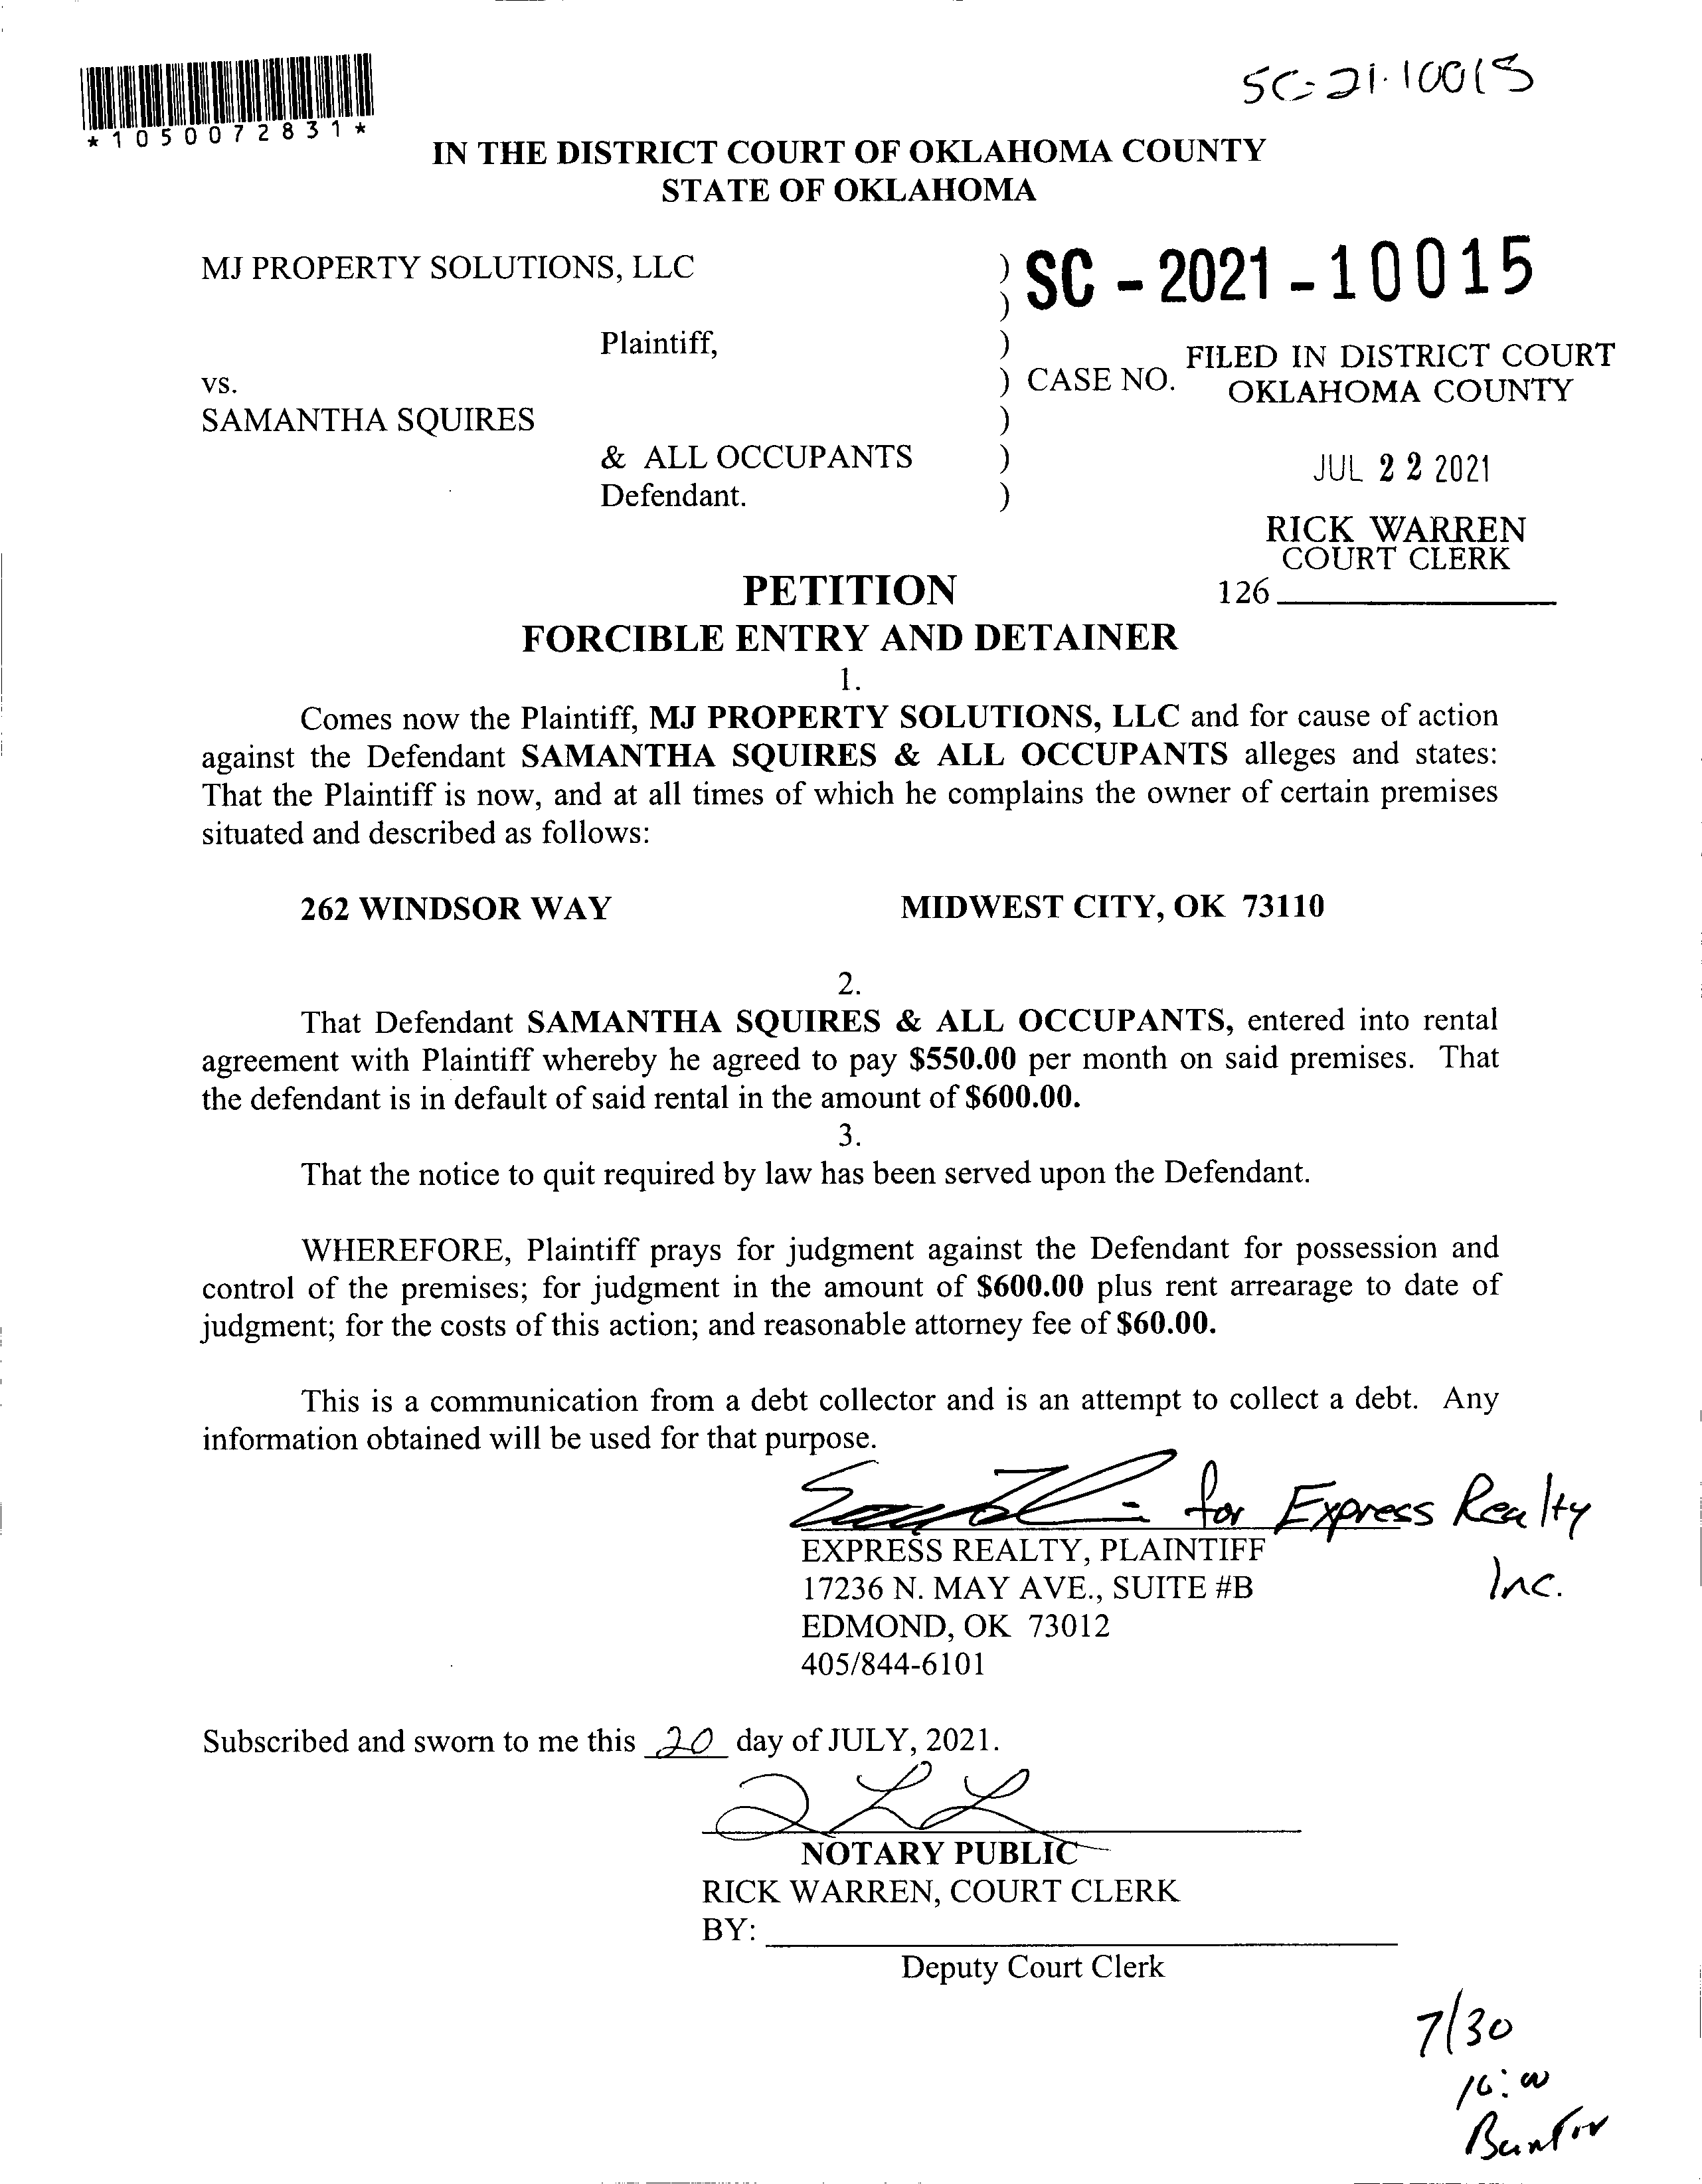 SC-21-10015
*1050072831*
IN THE DISTRICT COURT OF OKLAHOMA COUNTY
STATE OF OKLAHOMA
MJ PROPERTY SOLUTIONS, LLC ) SC - 2021 - 10015
)
Plaintiff, )
FILED IN DISTRICT COURT
vs. ) CASE NO. OKLAHOMA COUNTY
SAMANTHA SQUIRES )
& ALL OCCUPANTS ) JUL 22 2021
Defendant. )
RICK WARREN
COURT CLERK
PETITION 126
FORCIBLE ENTRY AND DETAINER
1.
Comes now the Plaintiff, MJ PROPERTY SOLUTIONS, LLC and for cause of action
against the Defendant SAMANTHA SQUIRES & ALL OCCUPANTS alleges and states:
That the Plaintiff is now, and at all times of which he complains the owner of certain premises
situated and described as follows:
262 WINDSOR WAY MIDWEST CITY, OK 73110
2.
That Defendant SAMANTHA SQUIRES & ALL OCCUPANTS, entered into rental
agreement with Plaintiff whereby he agreed to pay $550.00 per month on said premises. That
the defendant is in default of said rental in the amount of $600.00.
3.
That the notice to quit required by law has been served upon the Defendant.
WHEREFORE, Plaintiff prays for judgment against the Defendant for possession and
control of the premises; for judgment in the amount of $600.00 plus rent arrearage to date of
judgment; for the costs of this action; and reasonable attorney fee of $60.00.
This is a communication from a debt collector and is an attempt to collect a debt. Any
information obtained will be used for that purpose.
for Express Realty
EXPRESS REALTY, PLAINTIFF
17236 N. MAY AVE., SUITE #B Inc.
EDMOND, OK 73012
405/844-6101
Subscribed and sworn to me this 20 day of JULY, 2021.
NOTARY PUBLIC
RICK WARREN, COURT CLERK
BY:
Deputy Court Clerk
7/30